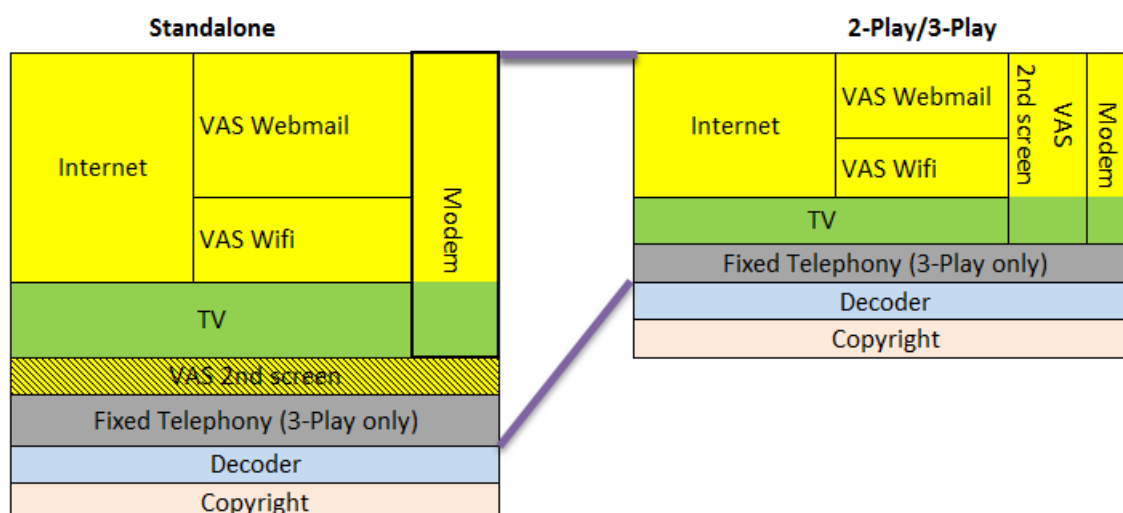 Standalone
Internet
VAS Webmail
VAS Wifi
Modem
TV
VAS 2nd screen
Fixed Telephony (3-Play only)
Decoder
Copyright
2-Play/3-Play
Internet
VAS Webmail
VAS Wifi
VAS
2nd screen
Modem
TV
Fixed Telephony (3-Play only)
Decoder
Copyright